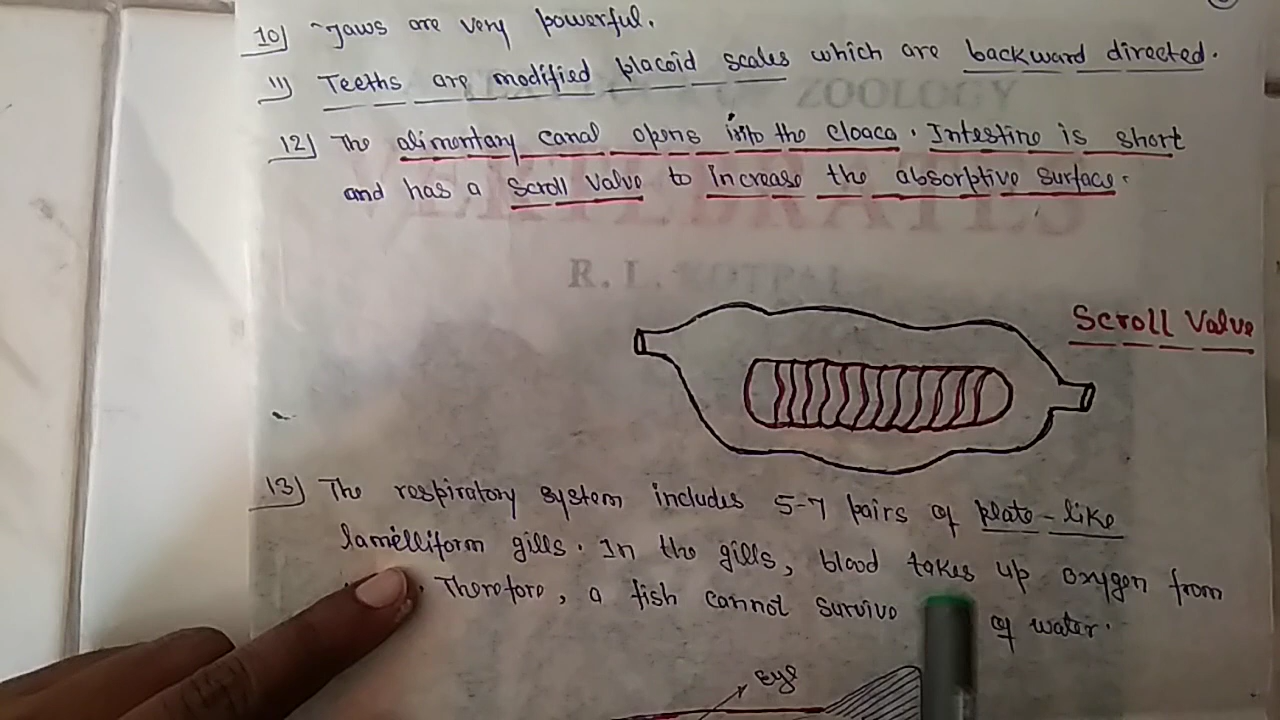 10) Jaws are very powerful.
11) Teeths are modified placoid scales which are backward directed.
12) The alimentary canal opens into the cloaca. Intestine is short
and has a scroll valve to increase the absorptive surface.
ZOOLOGY
VERTEBRATES
R. L. KOTPAL
Scroll Valve
13) The respiratory system includes 5-7 pairs of plate-like
lamelliform gills. In the gills, blood takes up oxygen from
. Therefore, a fish cannot survive of water.
eye